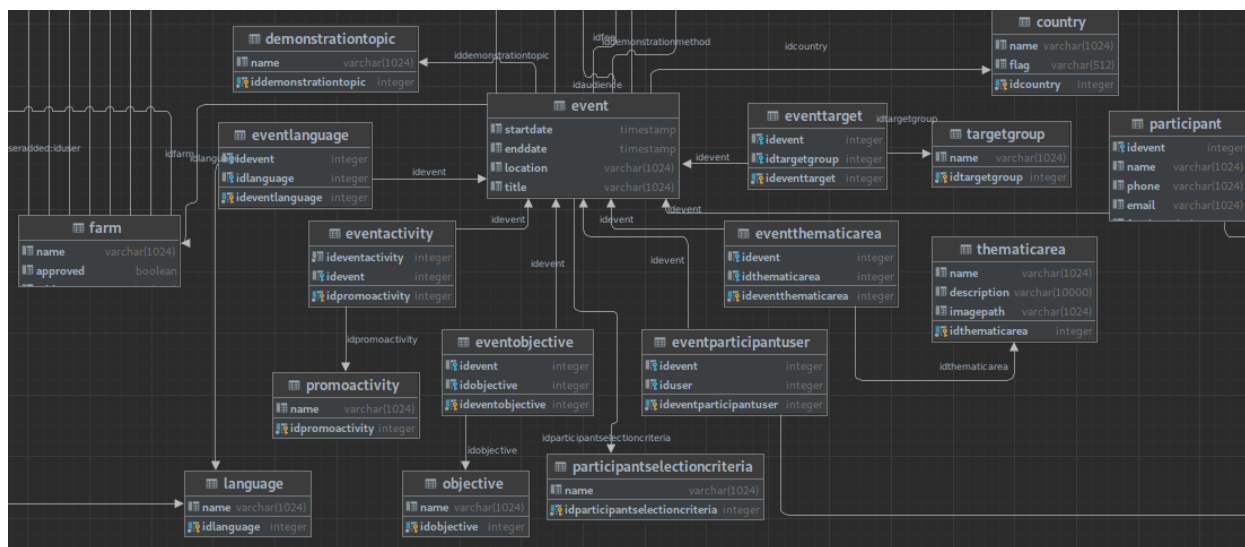 country
name varchar(1024)
flag varchar(512)
idcountry integer
demonstrationtopic
name varchar(1024)
iddemonstrationtopic integer
iddemonstrationtopic
iddemonstrationmethod
idcountry
idaudience
event
startdate timestamp
enddate timestamp
location varchar(1024)
title varchar(1024)
eventtarget
idevent integer
idtargetgroup integer
ideventtarget integer
idtargetgroup
targetgroup
name varchar(1024)
idtargetgroup integer
participant
idevent integer
name varchar(1024)
phone varchar(1024)
email varchar(1024)
eventlanguage
idevent integer
idlanguage integer
ideventlanguage integer
seradded:iduser
idfarm
idlanguage
idevent
idevent
idevent
farm
name varchar(1024)
approved boolean
eventactivity
ideventactivity integer
idevent integer
idpromoactivity integer
idevent
idevent
idevent
idevent
idevent
eventthematicarea
idevent integer
idthematicarea integer
ideventthematicarea integer
thematicarea
name varchar(1024)
description varchar(10000)
imagepath varchar(1024)
idthematicarea integer
idthematicarea
idpromoactivity
promoactivity
name varchar(1024)
idpromoactivity integer
eventobjective
idevent integer
idobjective integer
ideventobjective integer
eventparticipantuser
idevent integer
iduser integer
ideventparticipantuser integer
idparticipantselectioncriteria
idobjective
language
name varchar(1024)
idlanguage integer
objective
name varchar(1024)
idobjective integer
participantselectioncriteria
name varchar(1024)
idparticipantselectioncriteria integer